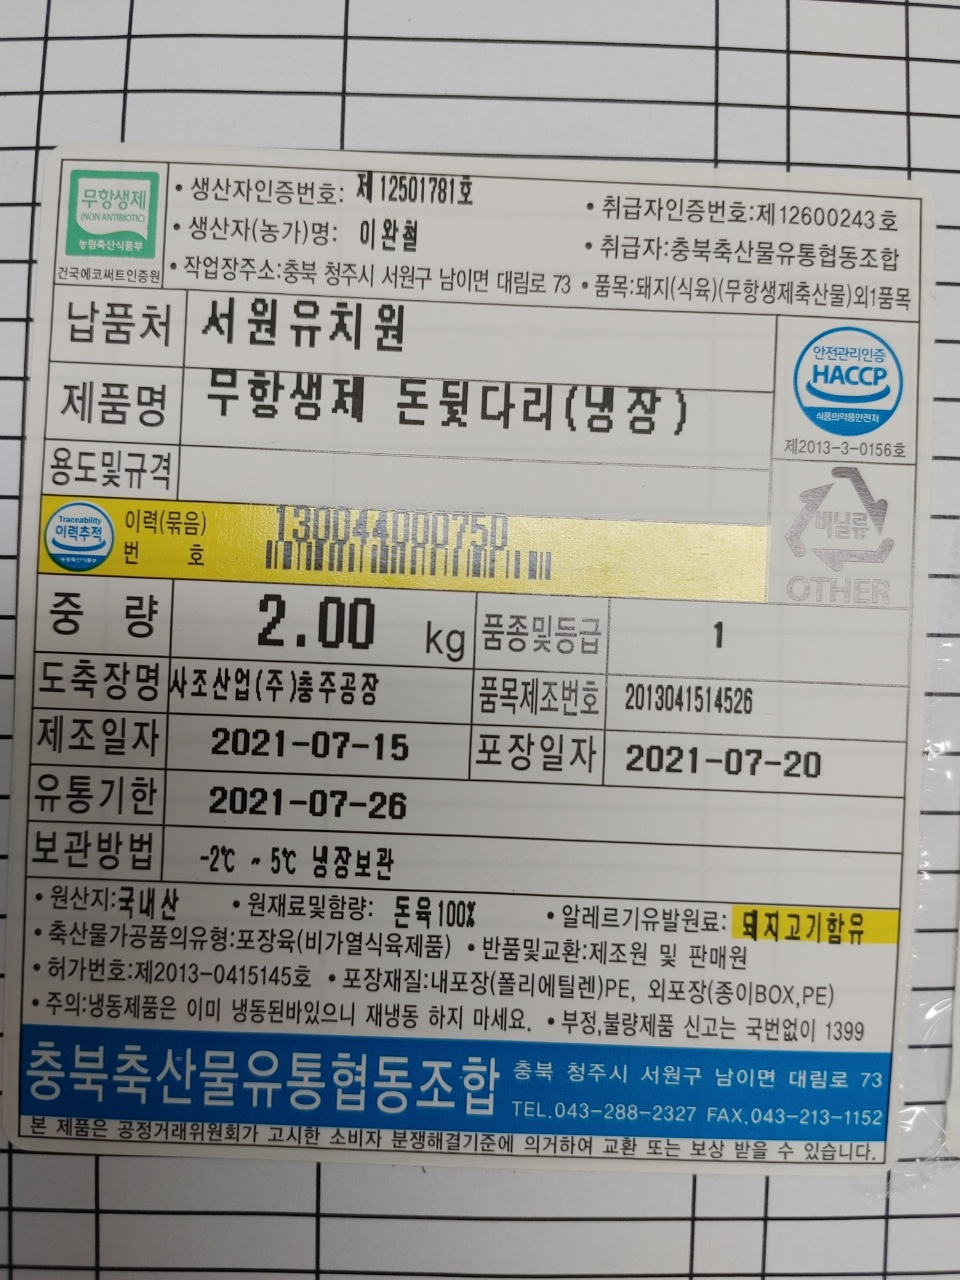 무항생제
(NON ANTIBIOTIC)
농림축산식품부
건국에코써트인증원
• 생산자인증번호: 제12501781호
• 취급자인증번호:제12600243호
• 생산자(농가)명: 이완철
• 취급자:충북축산물유통협동조합
• 작업장주소:충북 청주시 서원구 남이면 대림로 73 • 품목:돼지(식육)(무항생제축산물)외1품목
납품처 서원유치원
제품명 무항생제 돈뒷다리(냉장)
안전관리인증
HACCP
식품의약품안전처
제2013-3-0156호
용도및규격
Traceability
이력추적
농림축산식품부
이력(묶음)
번 호
130044000750
비닐류
OTHER
중 량 2.00 kg 품종및등급 1
도축장명 사조산업(주)충주공장 품목제조번호 2013041514526
제조일자 2021-07-15 포장일자 2021-07-20
유통기한 2021-07-26
보관방법 -2℃ ~ 5℃ 냉장보관
• 원산지:국내산 • 원재료및함량: 돈육100% • 알레르기유발원료: 돼지고기함유
• 축산물가공품의유형:포장육(비가열식육제품) • 반품및교환:제조원 및 판매원
• 허가번호:제2013-0415145호 • 포장재질:내포장(폴리에틸렌)PE, 외포장(종이BOX,PE)
• 주의:냉동제품은 이미 냉동된바있으니 재냉동 하지 마세요. • 부정,불량제품 신고는 국번없이 1399
충북축산물유통협동조합
충북 청주시 서원구 남이면 대림로 73
TEL.043-288-2327 FAX.043-213-1152
본 제품은 공정거래위원회가 고시한 소비자 분쟁해결기준에 의거하여 교환 또는 보상 받을 수 있습니다.